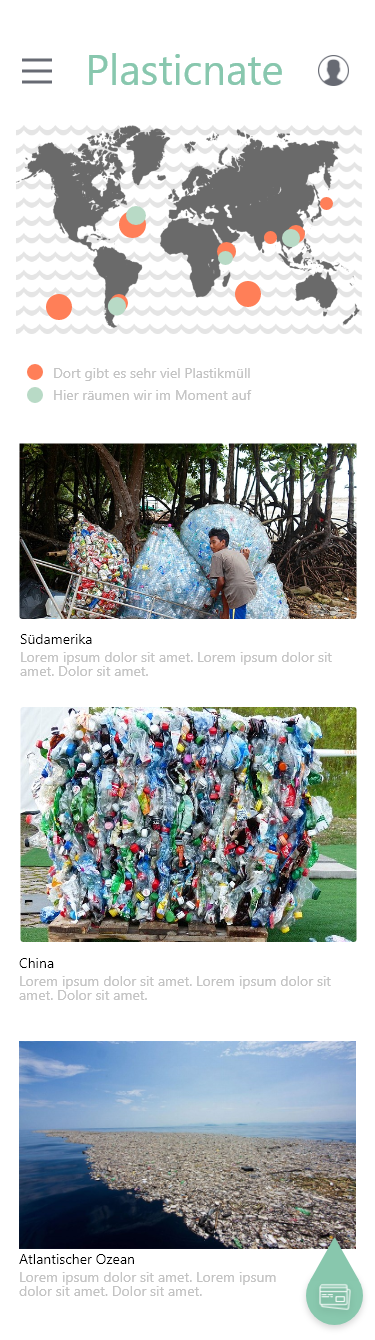 Plasticnate
Dort gibt es sehr viel Plastikmüll
Hier räumen wir im Moment auf
Südamerika
Lorem ipsum dolor sit amet. Lorem ipsum dolor sit
amet. Dolor sit amet.
China
Lorem ipsum dolor sit amet. Lorem ipsum dolor sit
amet. Dolor sit amet.
Atlantischer Ozean
Lorem ipsum dolor sit amet. Lorem ipsum
dolor sit amet. Dolor sit amet.